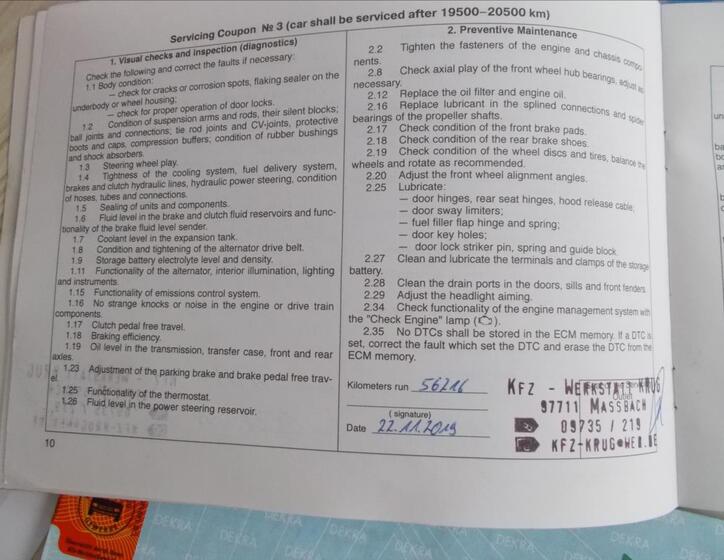 Servicing Coupon № 3 (car shall be serviced after 19500–20500 km)
1. Visual checks and inspection (diagnostics)
Check the following and correct the faults if necessary:
1.1 Body condition:
— check for cracks or corrosion spots, flaking sealer on the
underbody or wheel housing;
— check for proper operation of door locks.
1.2 Condition of suspension arms and rods, their silent blocks;
ball joints and connections; tie rod joints and CV-joints, protective
boots and caps, compression buffers; condition of rubber bushings
and shock absorbers.
1.3 Steering wheel play.
1.4 Tightness of the cooling system, fuel delivery system,
brakes and clutch hydraulic lines, hydraulic power steering, condition
of hoses, tubes and connections.
1.5 Sealing of units and components.
1.6 Fluid level in the brake and clutch fluid reservoirs and func-
tionality of the brake fluid level sender.
1.7 Coolant level in the expansion tank.
1.8 Condition and tightening of the alternator drive belt.
1.9 Storage battery electrolyte level and density.
1.11 Functionality of the alternator, interior illumination, lighting
and instruments.
1.15 Functionality of emissions control system.
1.16 No strange knocks or noise in the engine or drive train
components.
1.17 Clutch pedal free travel.
1.18 Braking efficiency.
1.19 Oil level in the transmission, transfer case, front and rear
axles.
1.23 Adjustment of the parking brake and brake pedal free trav-
el.
1.25 Functionality of the thermostat.
1.26 Fluid level in the power steering reservoir.
10
2. Preventive Maintenance
2.2 Tighten the fasteners of the engine and chassis compo-
nents.
2.8 Check axial play of the front wheel hub bearings, adjust as
necessary.
2.12 Replace the oil filter and engine oil.
2.16 Replace lubricant in the splined connections and spider
bearings of the propeller shafts.
2.17 Check condition of the front brake pads.
2.18 Check condition of the rear brake shoes.
2.19 Check condition of the wheel discs and tires, balance the
wheels and rotate as recommended.
2.20 Adjust the front wheel alignment angles.
2.25 Lubricate:
— door hinges, rear seat hinges, hood release cable;
— door sway limiters;
— fuel filler flap hinge and spring;
— door key holes;
— door lock striker pin, spring and guide block.
2.27 Clean and lubricate the terminals and clamps of the storage
battery.
2.28 Clean the drain ports in the doors, sills and front fenders.
2.29 Adjust the headlight aiming.
2.34 Check functionality of the engine management system with
the "Check Engine" lamp ( ).
2.35 No DTCs shall be stored in the ECM memory. If a DTC is
set, correct the fault which set the DTC and erase the DTC from the
ECM memory.
Kilometers run 56216
( signature)
Date 22.11.2019
KFZ - WERKSTATT KRUG
97711 MASSBACH
09735 / 219
KFZ-KRUG@WEB.DE
DEKRA DEKRA DEKRA
DEKRA DEKRA